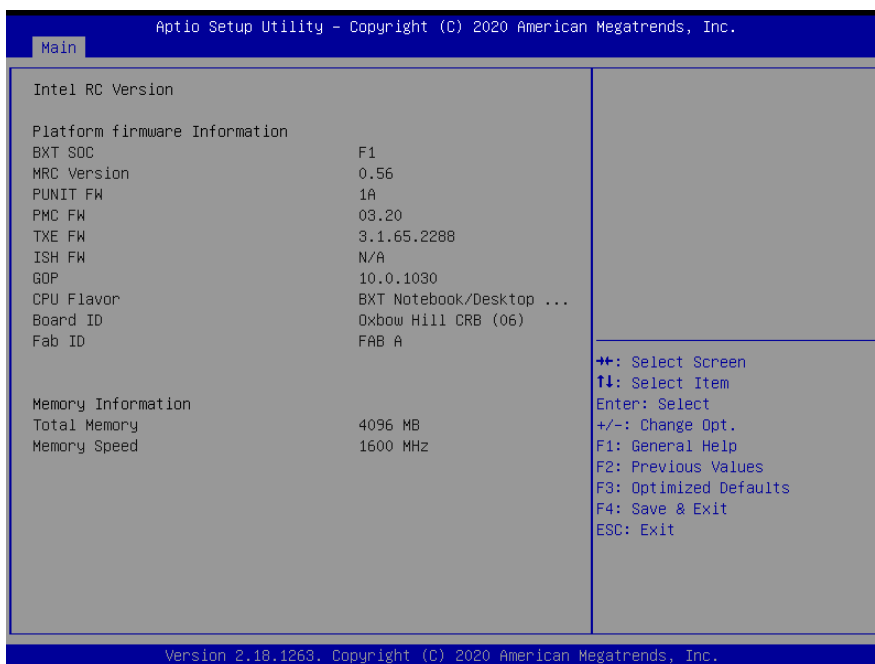 Aptio Setup Utility – Copyright (C) 2020 American Megatrends, Inc.
Main
Intel RC Version
Platform firmware Information
BXT SOC F1
MRC Version 0.56
PUNIT FW 1A
PMC FW 03.20
TXE FW 3.1.65.2288
ISH FW N/A
GOP 10.0.1030
CPU Flavor BXT Notebook/Desktop ...
Board ID Oxbow Hill CRB (06)
Fab ID FAB A
Memory Information
Total Memory 4096 MB
Memory Speed 1600 MHz
→←: Select Screen
↑↓: Select Item
Enter: Select
+/-: Change Opt.
F1: General Help
F2: Previous Values
F3: Optimized Defaults
F4: Save & Exit
ESC: Exit
Version 2.18.1263. Copyright (C) 2020 American Megatrends, Inc.